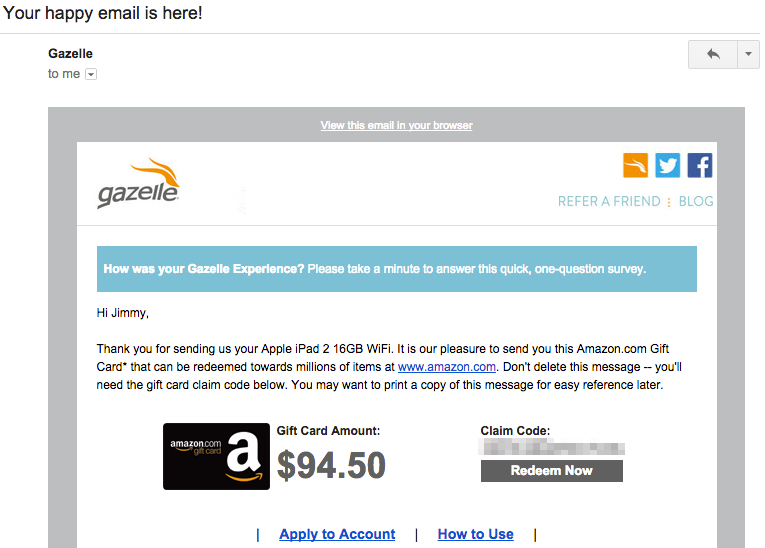 Your happy email is here!
Gazelle
to me
View this email in your browser
gazelle
REFER A FRIEND : BLOG
How was your Gazelle Experience? Please take a minute to answer this quick, one-question survey.
Hi Jimmy,
Thank you for sending us your Apple iPad 2 16GB WiFi. It is our pleasure to send you this Amazon.com Gift
Card* that can be redeemed towards millions of items at www.amazon.com. Don't delete this message -- you'll
need the gift card claim code below. You may want to print a copy of this message for easy reference later.
amazon.com
gift card
a
Gift Card Amount:
$94.50
Claim Code:
Redeem Now
| Apply to Account | How to Use |